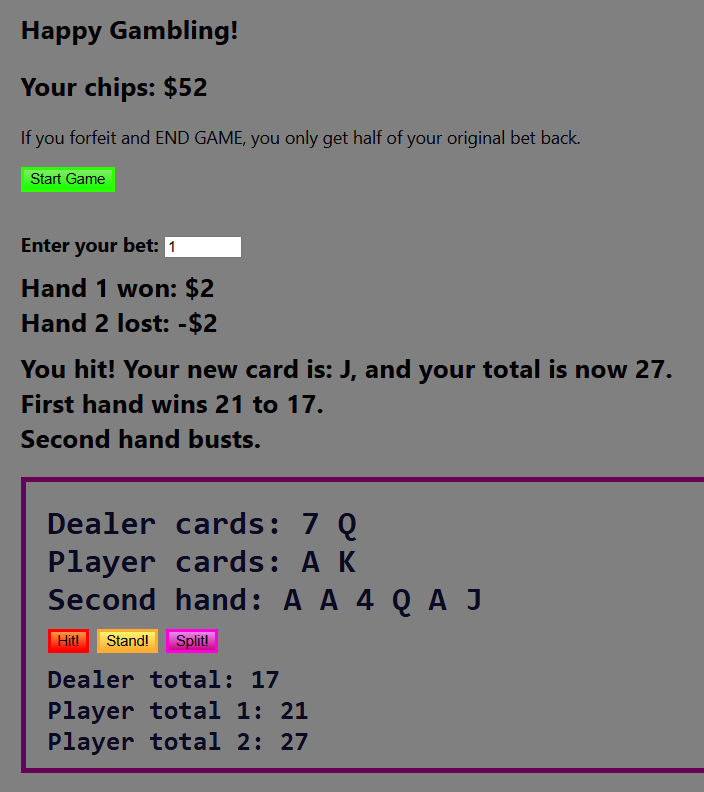 Happy Gambling!
Your chips: $52
If you forfeit and END GAME, you only get half of your original bet back.
Start Game
Enter your bet: 1
Hand 1 won: $2
Hand 2 lost: -$2
You hit! Your new card is: J, and your total is now 27.
First hand wins 21 to 17.
Second hand busts.
Dealer cards: 7 Q
Player cards: A K
Second hand: A A 4 Q A J
Hit! Stand! Split!
Dealer total: 17
Player total 1: 21
Player total 2: 27